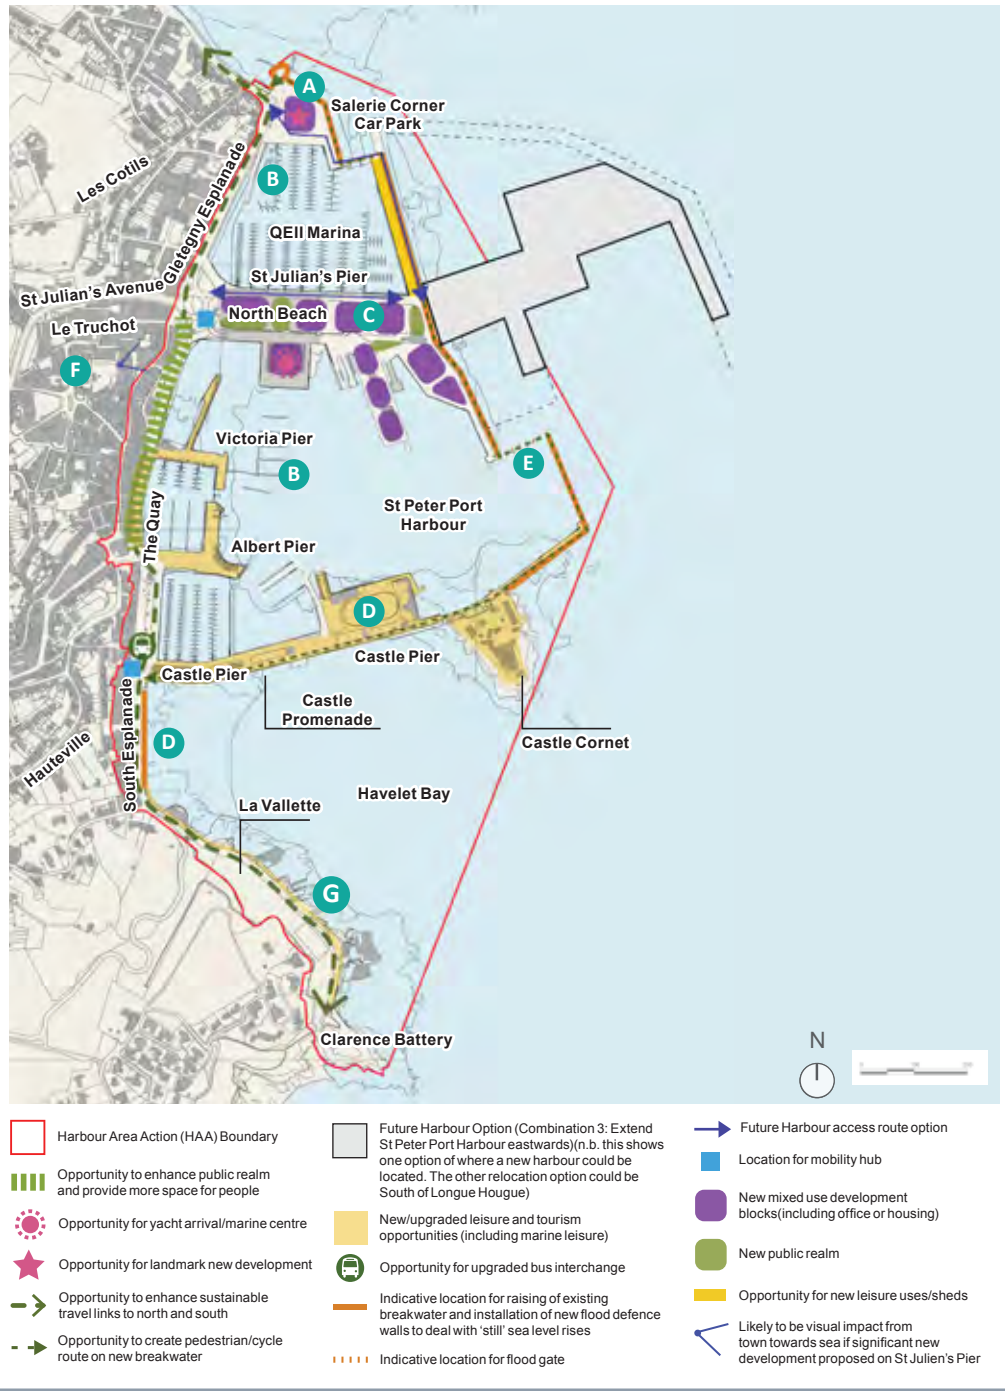 A
Salerie Corner
Car Park
Les Cotils
Gletegny Esplanade
B
QEII Marina
St Julian's Avenue
St Julian's Pier
North Beach
C
Le Truchot
F
Victoria Pier
B
E
The Quay
St Peter Port
Harbour
Albert Pier
D
Castle Pier
Castle Pier
Castle
Promenade
Castle Cornet
South Esplanade
D
Hauteville
Havelet Bay
La Vallette
G
Clarence Battery
N
Harbour Area Action (HAA) Boundary
Opportunity to enhance public realm
and provide more space for people
Opportunity for yacht arrival/marine centre
Opportunity for landmark new development
Opportunity to enhance sustainable
travel links to north and south
Opportunity to create pedestrian/cycle
route on new breakwater
Future Harbour Option (Combination 3: Extend
St Peter Port Harbour eastwards)(n.b. this shows
one option of where a new harbour could be
located. The other relocation option could be
South of Longue Hougue)
New/upgraded leisure and tourism
opportunities (including marine leisure)
Opportunity for upgraded bus interchange
Indicative location for raising of existing
breakwater and installation of new flood defence
walls to deal with 'still' sea level rises
Indicative location for flood gate
Future Harbour access route option
Location for mobility hub
New mixed use development
blocks(including office or housing)
New public realm
Opportunity for new leisure uses/sheds
Likely to be visual impact from
town towards sea if significant new
development proposed on St Julien's Pier